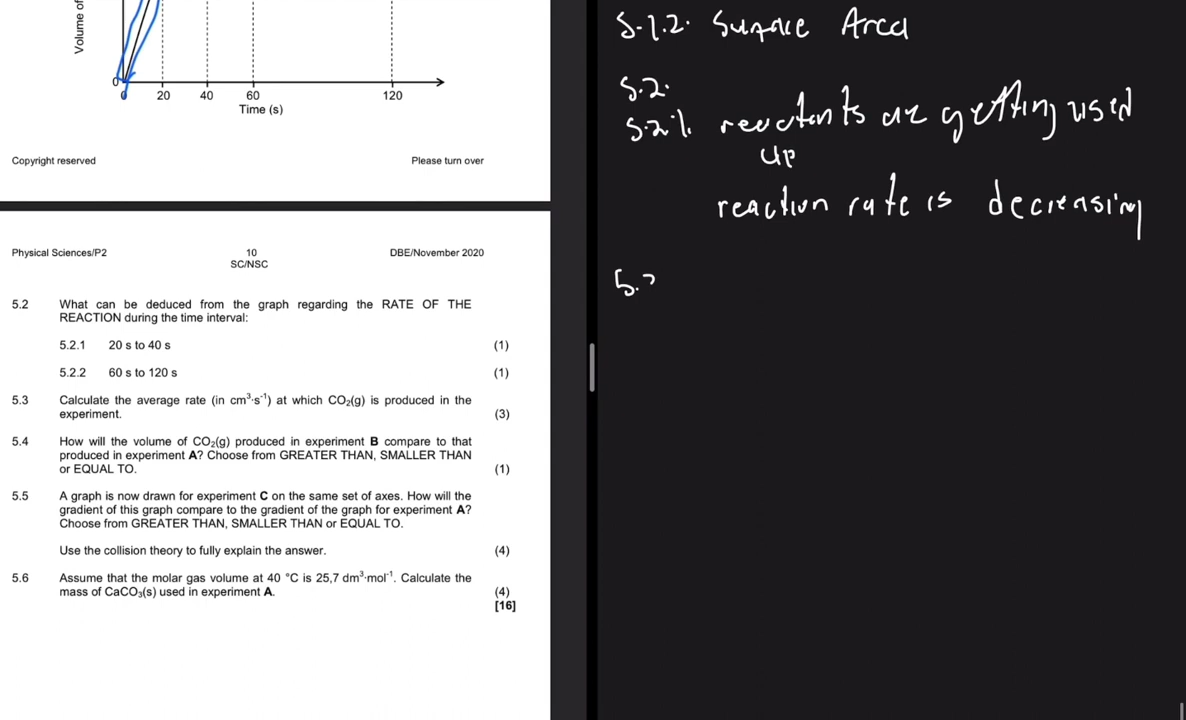 Volume of
0
0 20 40 60 120
Time (s)
Copyright reserved Please turn over
Physical Sciences/P2 10 DBE/November 2020
SC/NSC
5.2 What can be deduced from the graph regarding the RATE OF THE
REACTION during the time interval:
5.2.1 20 s to 40 s (1)
5.2.2 60 s to 120 s (1)
5.3 Calculate the average rate (in cm³·s⁻¹) at which CO₂(g) is produced in the
experiment. (3)
5.4 How will the volume of CO₂(g) produced in experiment B compare to that
produced in experiment A? Choose from GREATER THAN, SMALLER THAN
or EQUAL TO. (1)
5.5 A graph is now drawn for experiment C on the same set of axes. How will the
gradient of this graph compare to the gradient of the graph for experiment A?
Choose from GREATER THAN, SMALLER THAN or EQUAL TO.
Use the collision theory to fully explain the answer. (4)
5.6 Assume that the molar gas volume at 40 °C is 25,7 dm³·mol⁻¹. Calculate the
mass of CaCO₃(s) used in experiment A. (4)
[16]
5.1.2. Surface Area
5.2.
5.2.1. reactants are getting used
up
reaction rate is decreasing
5.2